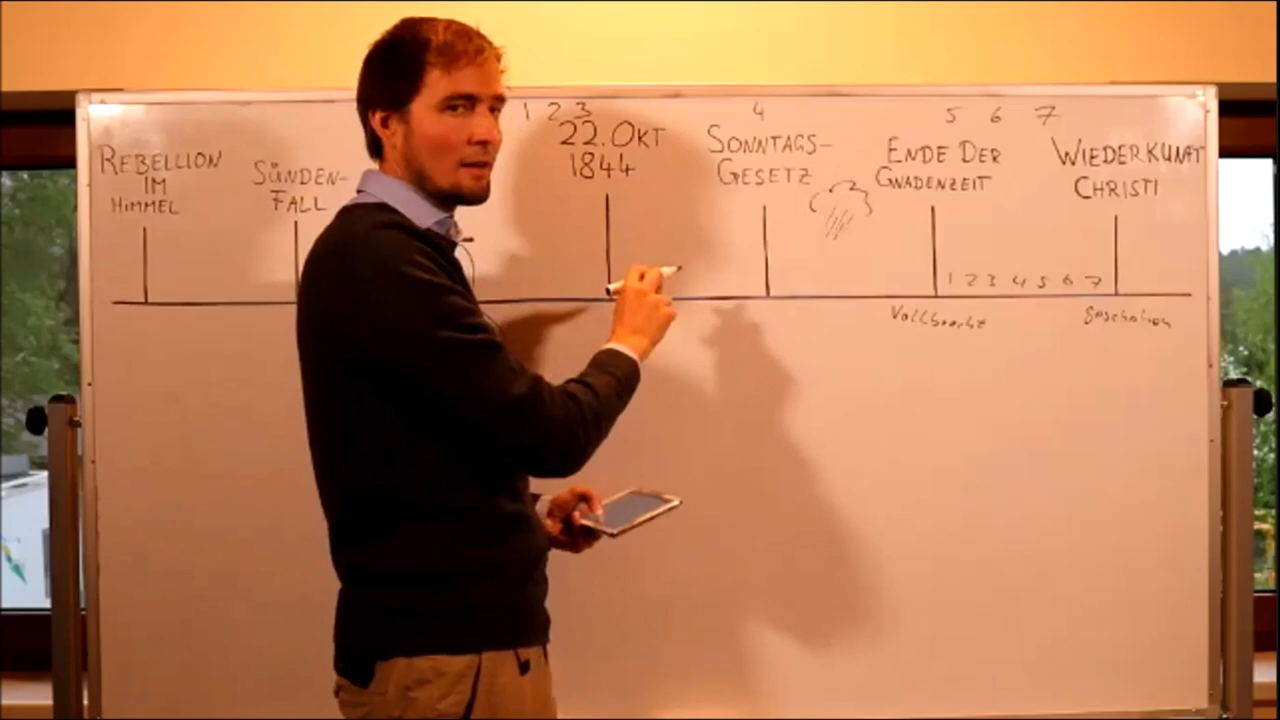 1 2 3
4
5 6 7
REBELLION
IM
HIMMEL
SÜNDEN-
FALL
22. OKT
1844
SONNTAGS-
GESETZ
ENDE DER
GNADENZEIT
WIEDERKUNFT
CHRISTI
1 2 3 4 5 6 7
Vollbracht
Geschehen